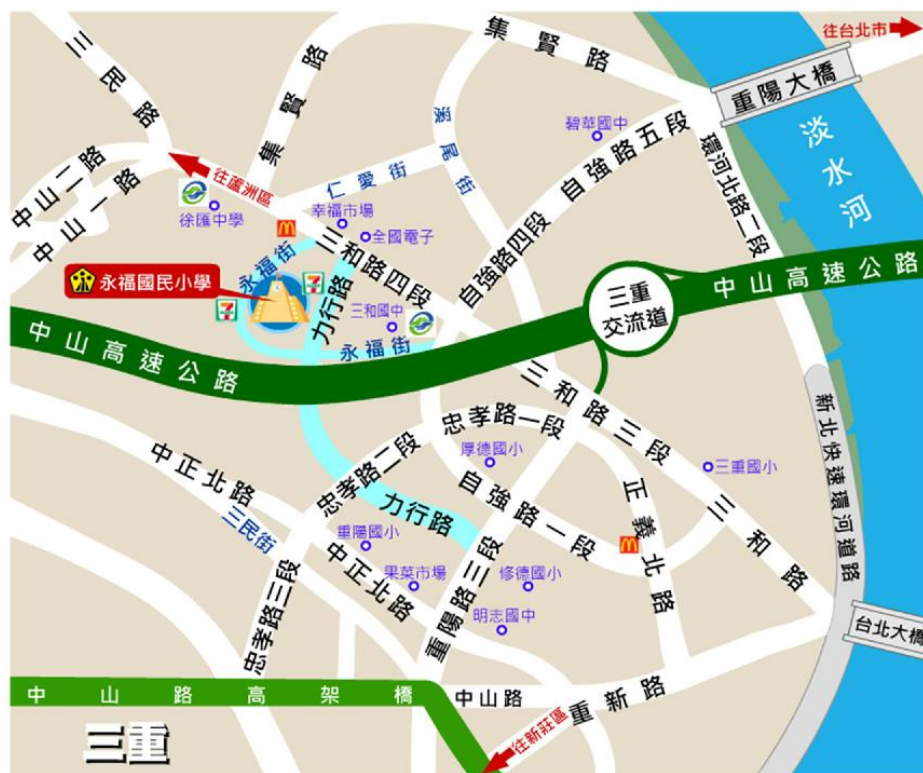 往台北市
集賢路
重陽大橋
三民路
集賢路
淡水河
溪尾街
碧華國中
自強路五段
環河北路二段
中山二路
中山一路
往蘆洲區
仁愛街
徐匯中學
幸福市場
全國電子
三和路四段
自強路四段
永福街
永福國民小學
力行路
三和國中
永福街
三重
交流道
中山高速公路
中山高速公路
三和路三段
新北快速環河道路
忠孝路一段
忠孝路二段
厚德國小
三重國小
中正北路
三民街
力行路
自強路一段
正義北路
三和路
重陽國小
中正北路
果菜市場
重陽路三段
修德國小
明志國中
忠孝路三段
台北大橋
中山路高架橋
中山路
重新路
往新莊區
三重